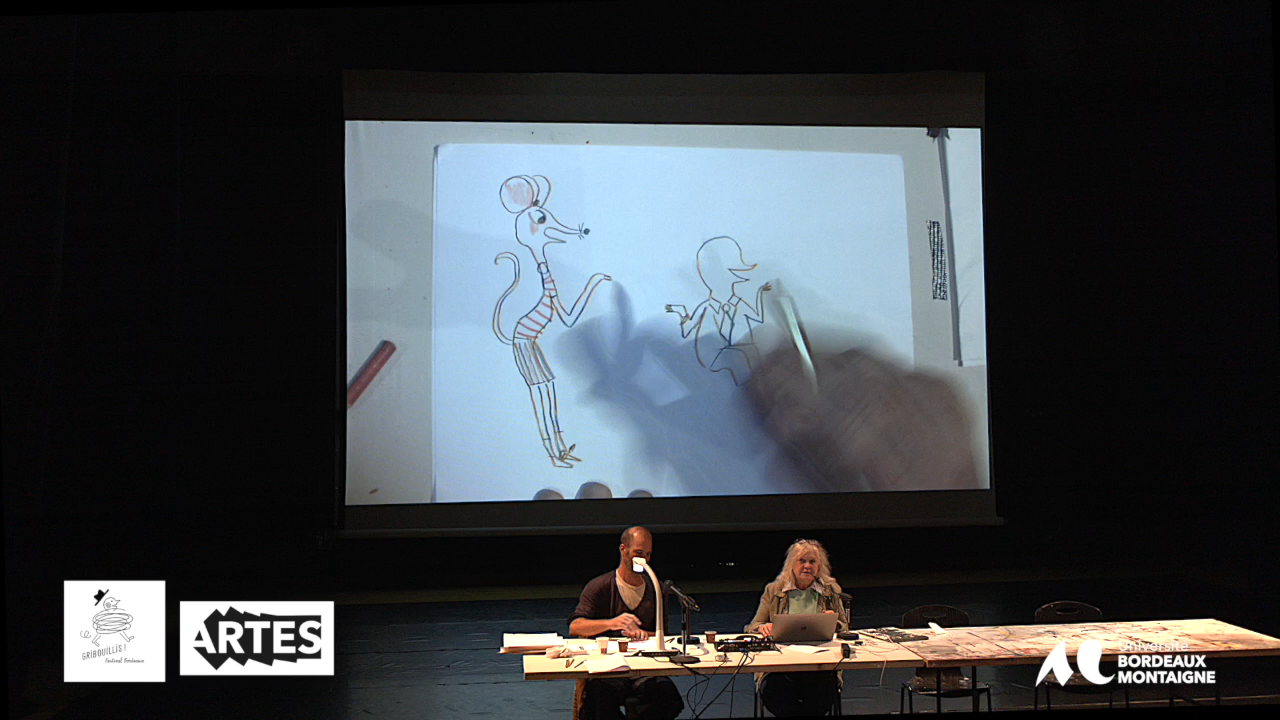 GRIBOUILLIS !
Festival Bordeaux
ARTES
Université
BORDEAUX
MONTAIGNE